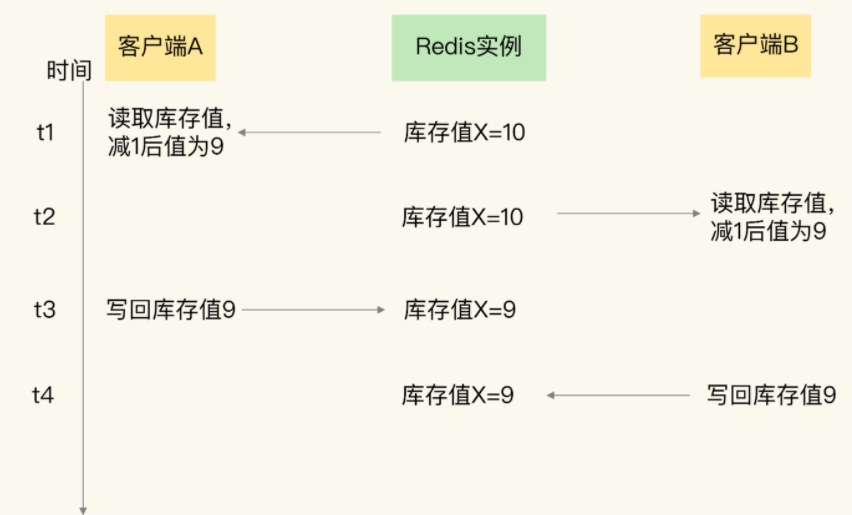 客户端A
Redis实例
客户端B
时间
t1
读取库存值,
减1后值为9
库存值X=10
t2
库存值X=10
读取库存值,
减1后值为9
t3
写回库存值9
库存值X=9
t4
库存值X=9
写回库存值9